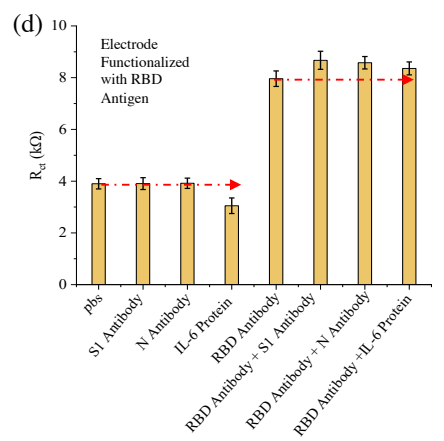 (d)
Electrode
Functionalized
with RBD
Antigen
R_ct (kΩ)
10
8
6
4
2
0
pbs
S1 Antibody
N Antibody
IL-6 Protein
RBD Antibody
RBD Antibody + S1 Antibody
RBD Antibody + N Antibody
RBD Antibody +IL-6 Protein